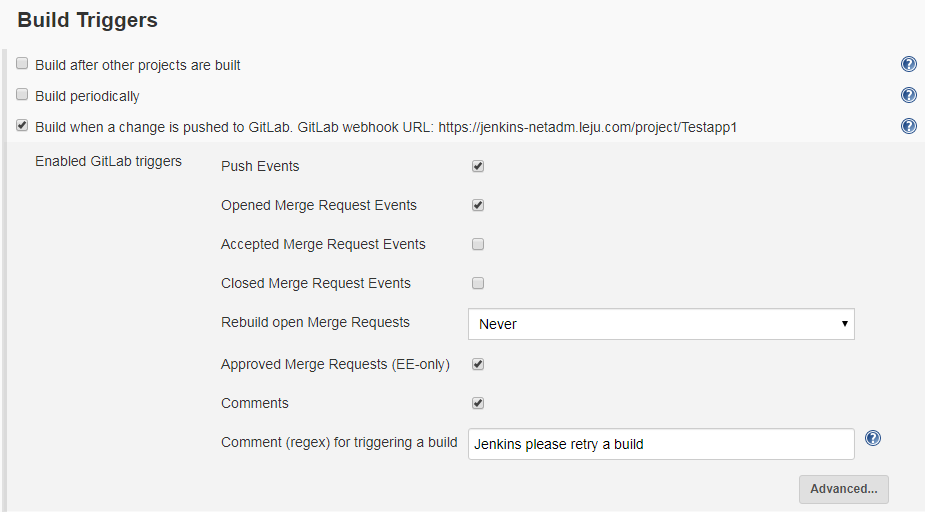 Build Triggers
Build after other projects are built
Build periodically
Build when a change is pushed to GitLab. GitLab webhook URL: https://jenkins-netadm.leju.com/project/Testapp1
Enabled GitLab triggers
Push Events
Opened Merge Request Events
Accepted Merge Request Events
Closed Merge Request Events
Rebuild open Merge Requests Never
Approved Merge Requests (EE-only)
Comments
Comment (regex) for triggering a build Jenkins please retry a build
Advanced...